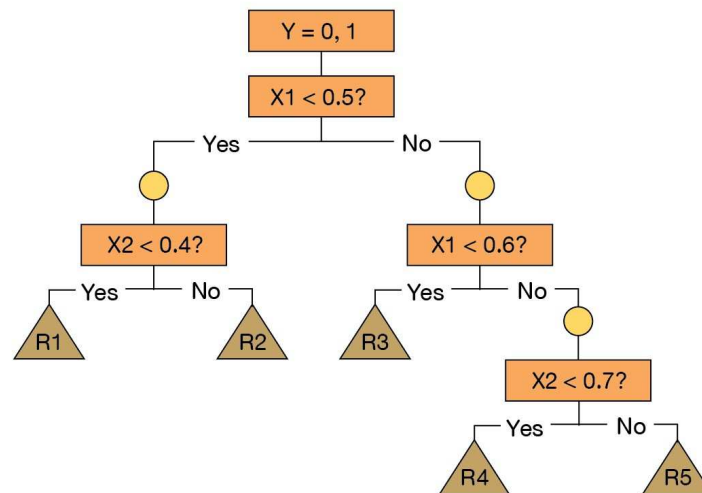 Y = 0, 1
X1 < 0.5?
Yes No
X2 < 0.4? X1 < 0.6?
Yes No Yes No
R1 R2 R3
X2 < 0.7?
Yes No
R4 R5